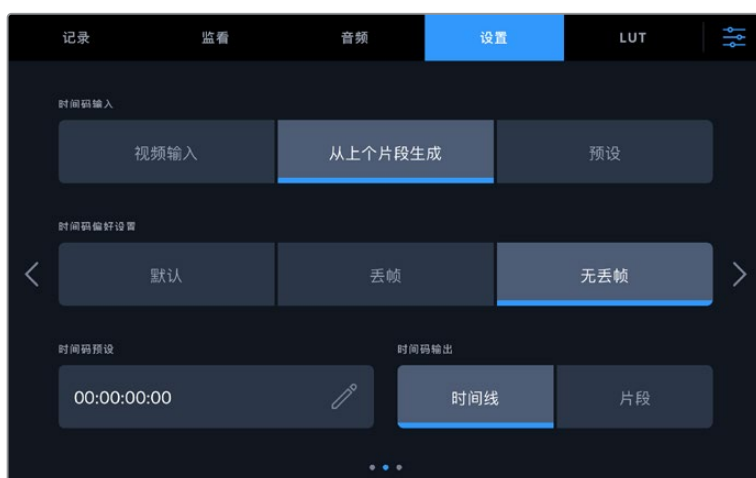 记录 监看 音频 设置 LUT
时间码输入
视频输入 从上个片段生成 预设
时间码偏好设置
默认 丢帧 无丢帧
时间码预设 时间码输出
00:00:00:00 时间线 片段